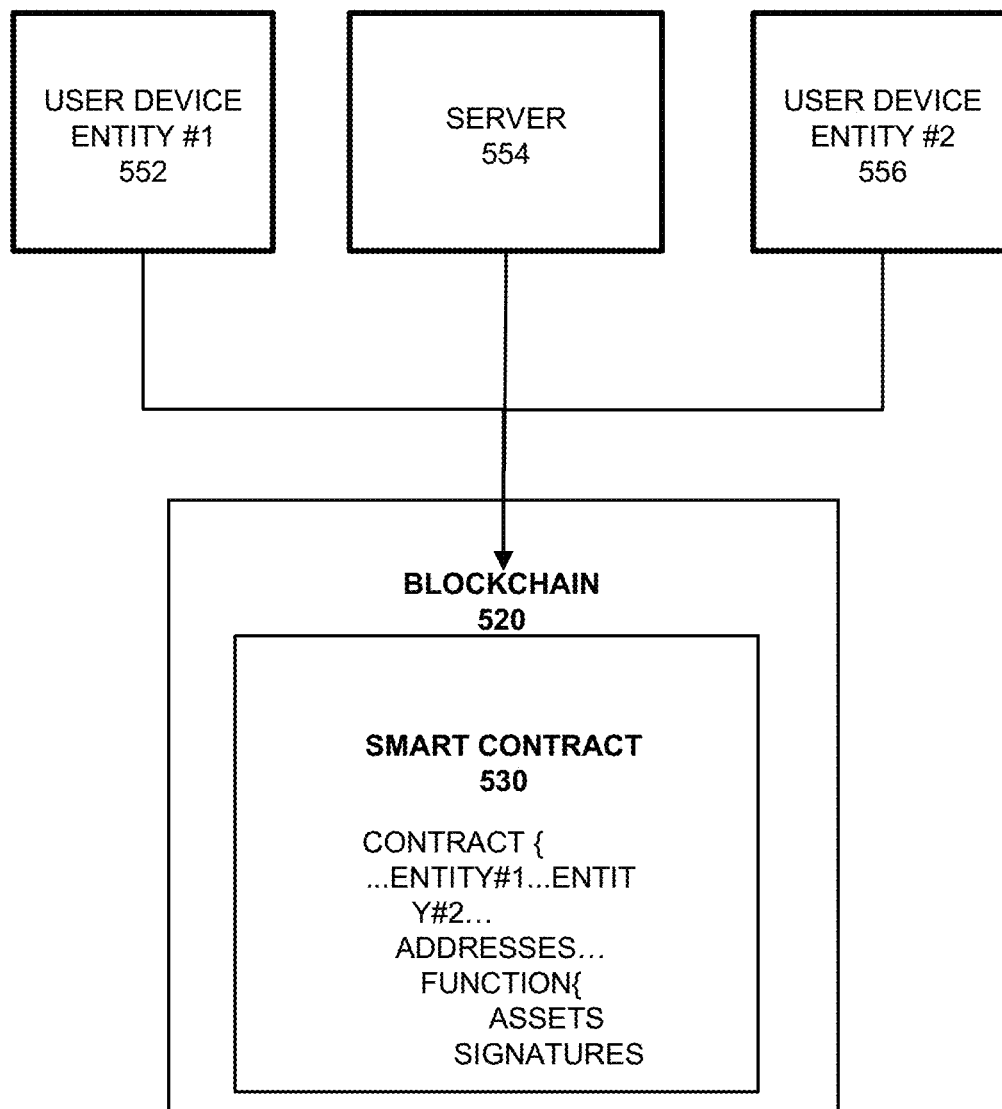 USER DEVICE
ENTITY #1
552
SERVER
554
USER DEVICE
ENTITY #2
556
BLOCKCHAIN
520
SMART CONTRACT
530
CONTRACT {
...ENTITY#1...ENTIT
Y#2...
ADDRESSES...
FUNCTION{
ASSETS
SIGNATURES